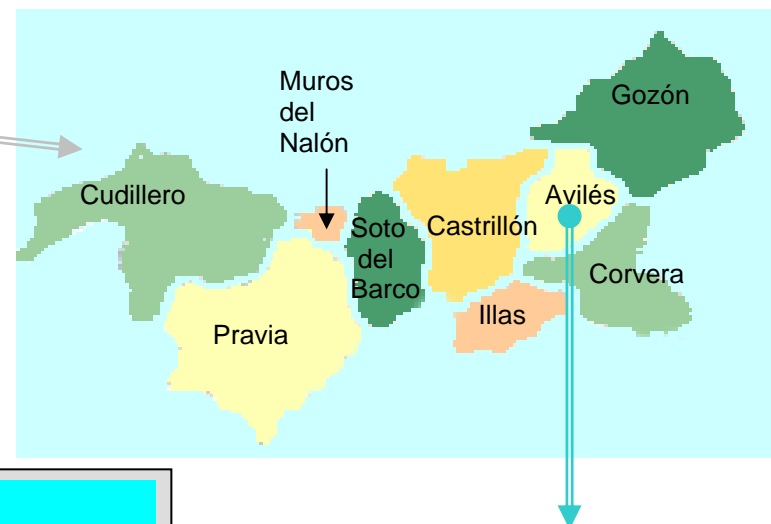 Muros
del
Nalón
Gozón
Cudillero
Avilés
Soto
del
Barco
Castrillón
Corvera
Illas
Pravia